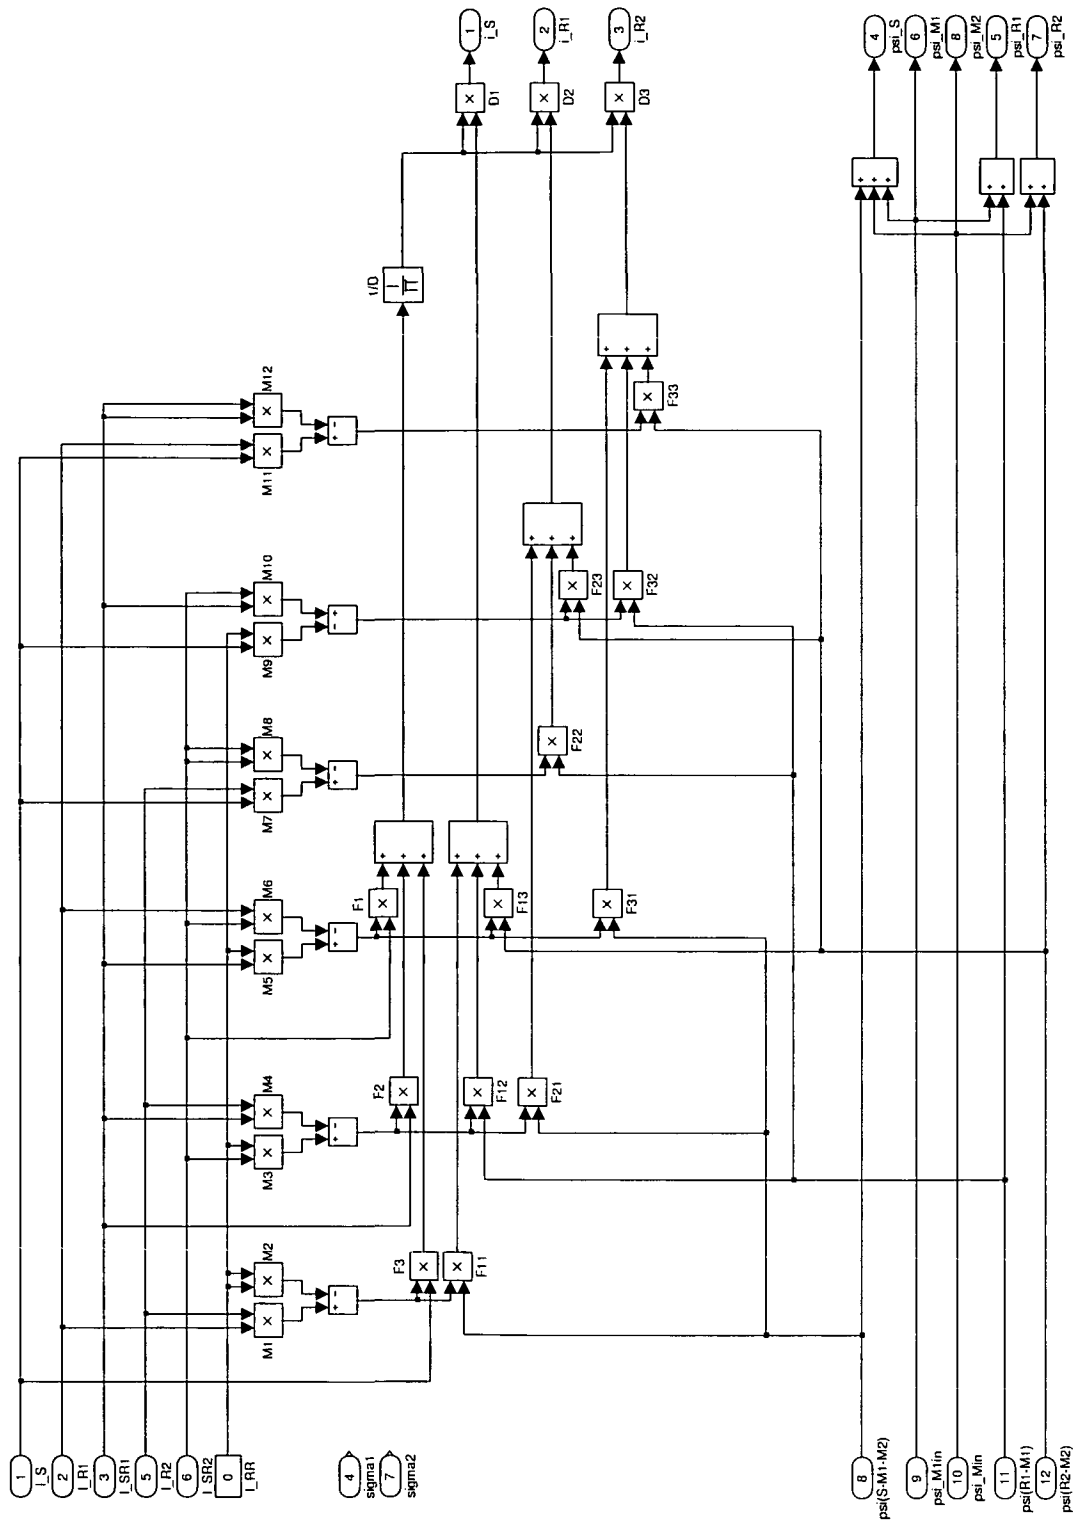 1
i_S
2
i_R1
3
i_R2
4
psi_S
6
psi_M1
8
psi_M2
5
psi_R1
7
psi_R2
× D1
× D2
× D3
1/D
+ + +
+ +
+ +
M12 ×
M11 ×
+ -
× F33
+ + +
M10 ×
M9 ×
- +
× F23
× F32
+ + +
M8 ×
M7 ×
+ -
× F22
M6 ×
M5 ×
+ -
F1 ×
× F13
× F31
+ + +
+ + +
M4 ×
M3 ×
+ -
F2 ×
× F12
× F21
M2 ×
M1 ×
+ -
F3 ×
× F11
1
l_S
2
l_R1
3
l_SR1
5
l_R2
6
l_SR2
0
l_RR
4
sigma1
7
sigma2
8
psi(S-M1-M2)
9
psi_M1in
10
psi_Min
11
psi(R1-M1)
12
psi(R2-M2)